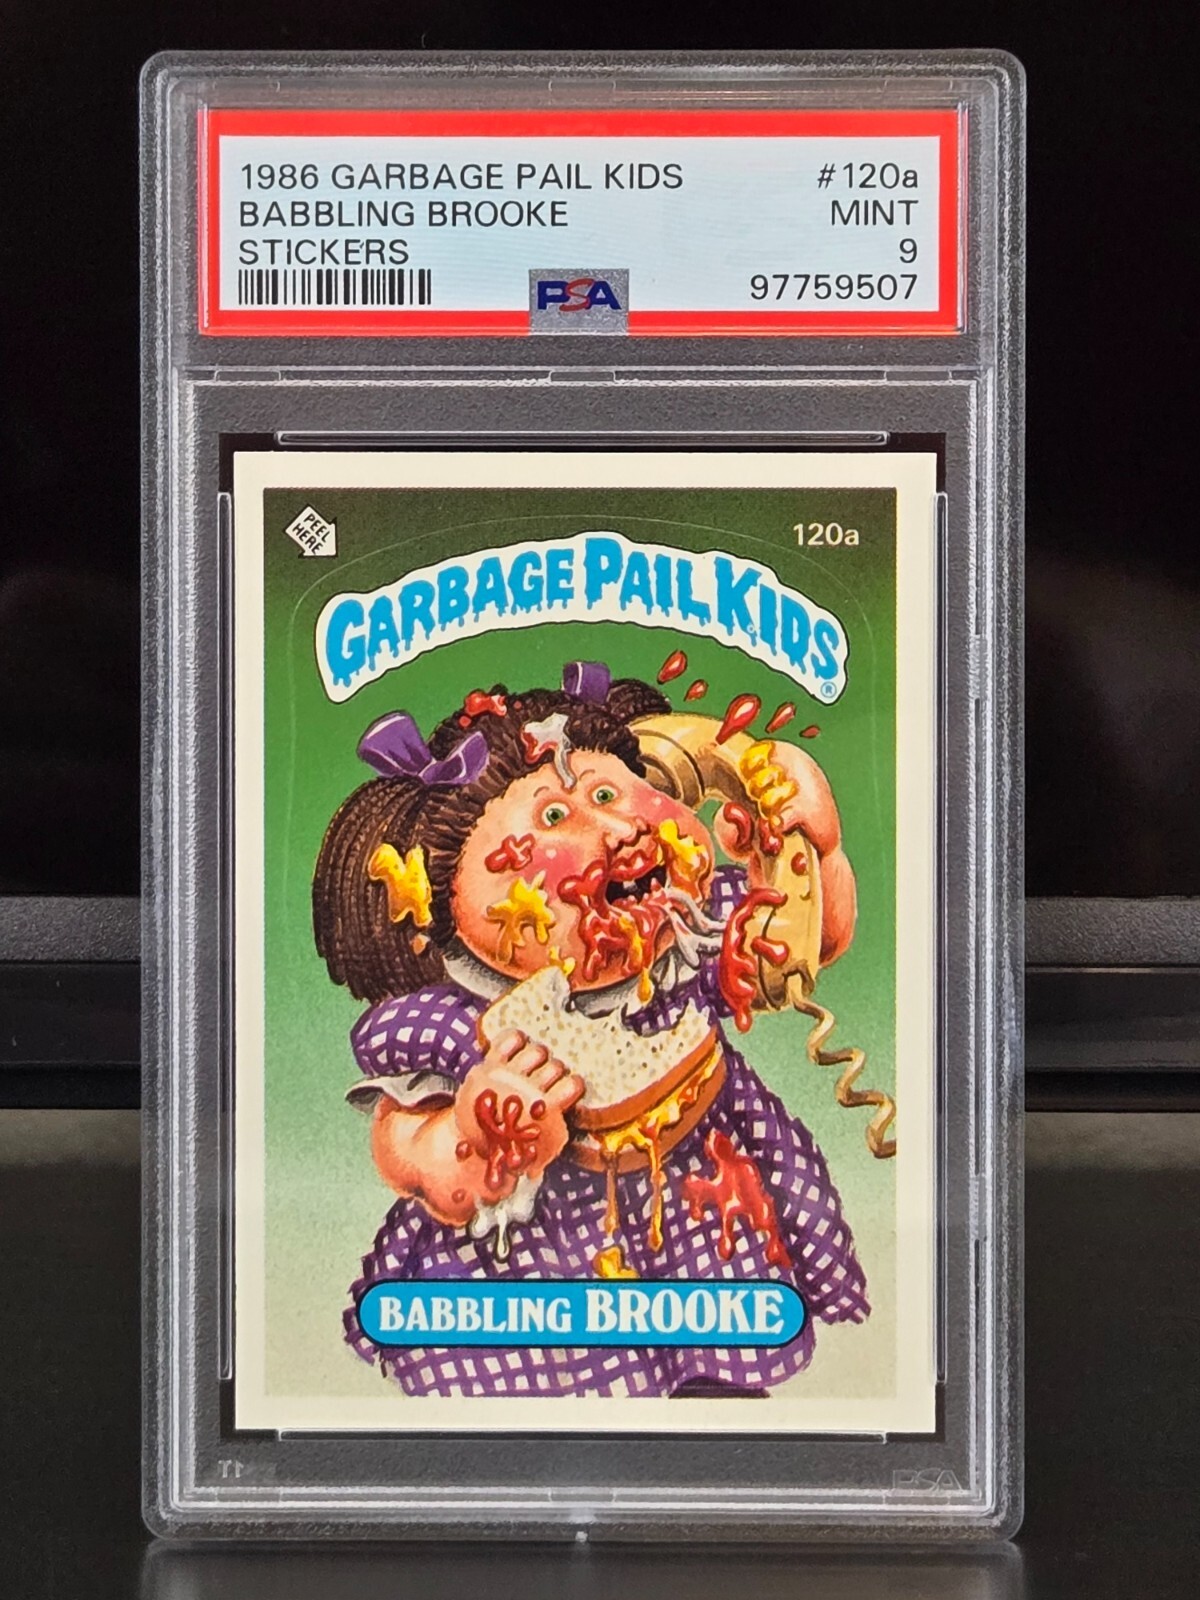 1986 GARBAGE PAIL KIDS #120a
BABBLING BROOKE MINT
STICKERS 9
PSA 97759507
PEEL
HERE
120a
GARBAGE PAIL KIDS®
BABBLING BROOKE
PSA